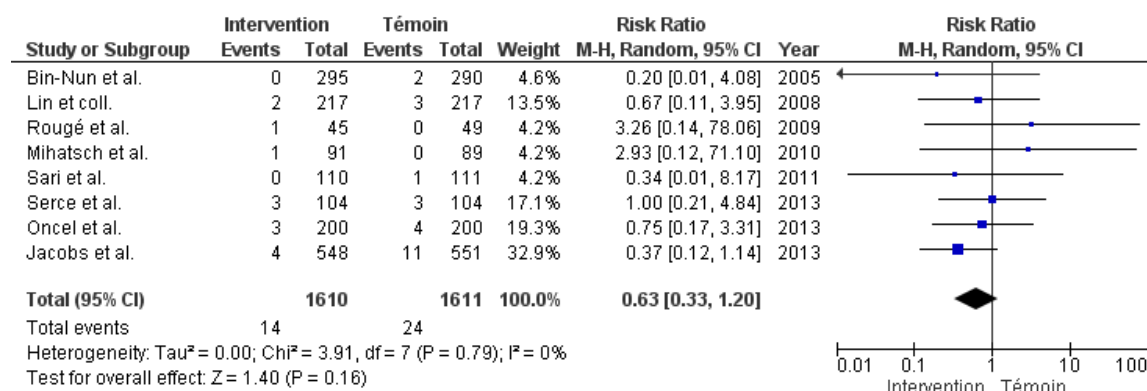 Intervention Témoin Risk Ratio Risk Ratio
Study or Subgroup Events Total Events Total Weight M-H, Random, 95% CI Year M-H, Random, 95% CI
Bin-Nun et al. 0 295 2 290 4.6% 0.20 [0.01, 4.08] 2005
Lin et coll. 2 217 3 217 13.5% 0.67 [0.11, 3.95] 2008
Rougé et al. 1 45 0 49 4.2% 3.26 [0.14, 78.06] 2009
Mihatsch et al. 1 91 0 89 4.2% 2.93 [0.12, 71.10] 2010
Sari et al. 0 110 1 111 4.2% 0.34 [0.01, 8.17] 2011
Serce et al. 3 104 3 104 17.1% 1.00 [0.21, 4.84] 2013
Oncel et al. 3 200 4 200 19.3% 0.75 [0.17, 3.31] 2013
Jacobs et al. 4 548 11 551 32.9% 0.37 [0.12, 1.14] 2013
Total (95% CI) 1610 1611 100.0% 0.63 [0.33, 1.20]
Total events 14 24
Heterogeneity: Tau² = 0.00; Chi² = 3.91, df = 7 (P = 0.79); I² = 0%
Test for overall effect: Z = 1.40 (P = 0.16)
0.01 0.1 1 10 100
Intervention Témoin